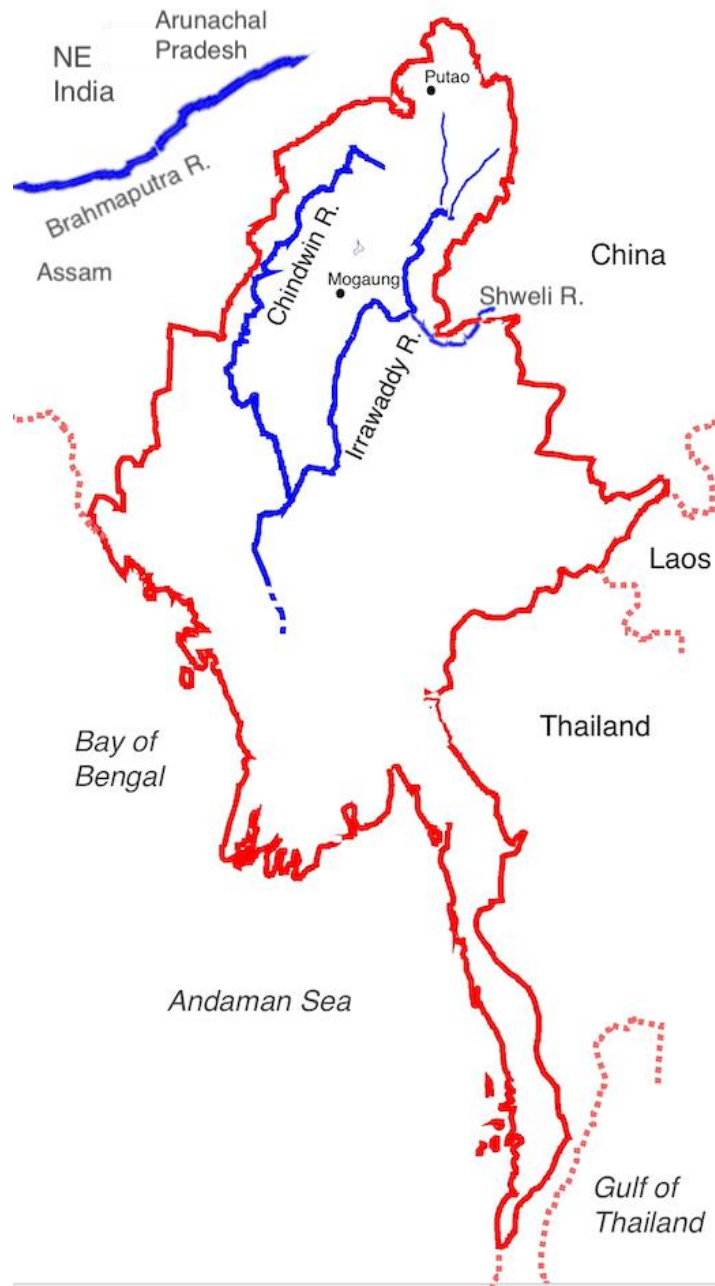 Arunachal
Pradesh
NE
India
Putao
Brahmaputra R.
Chindwin R.
Assam
China
Mogaung
Shweli R.
Irrawaddy R.
Laos
Thailand
Bay of
Bengal
Andaman Sea
Gulf of
Thailand